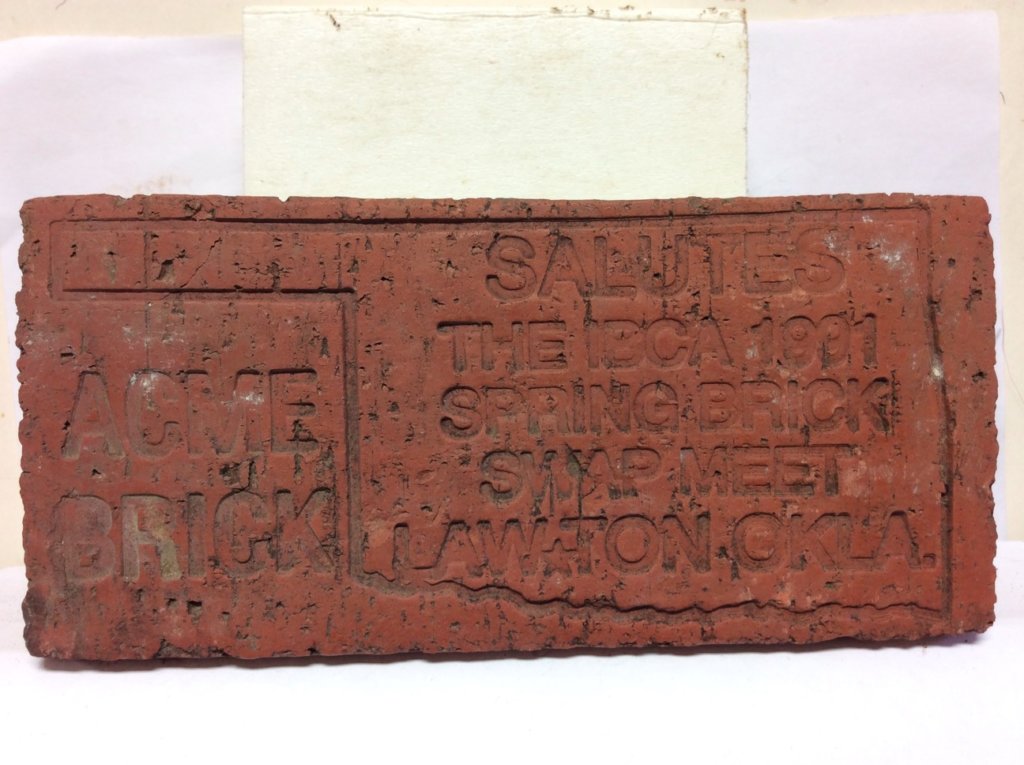 ACME
BRICK
SALUTES
THE IBCA 1991
SPRING BRICK
SWAP MEET
LAWTON OKLA.